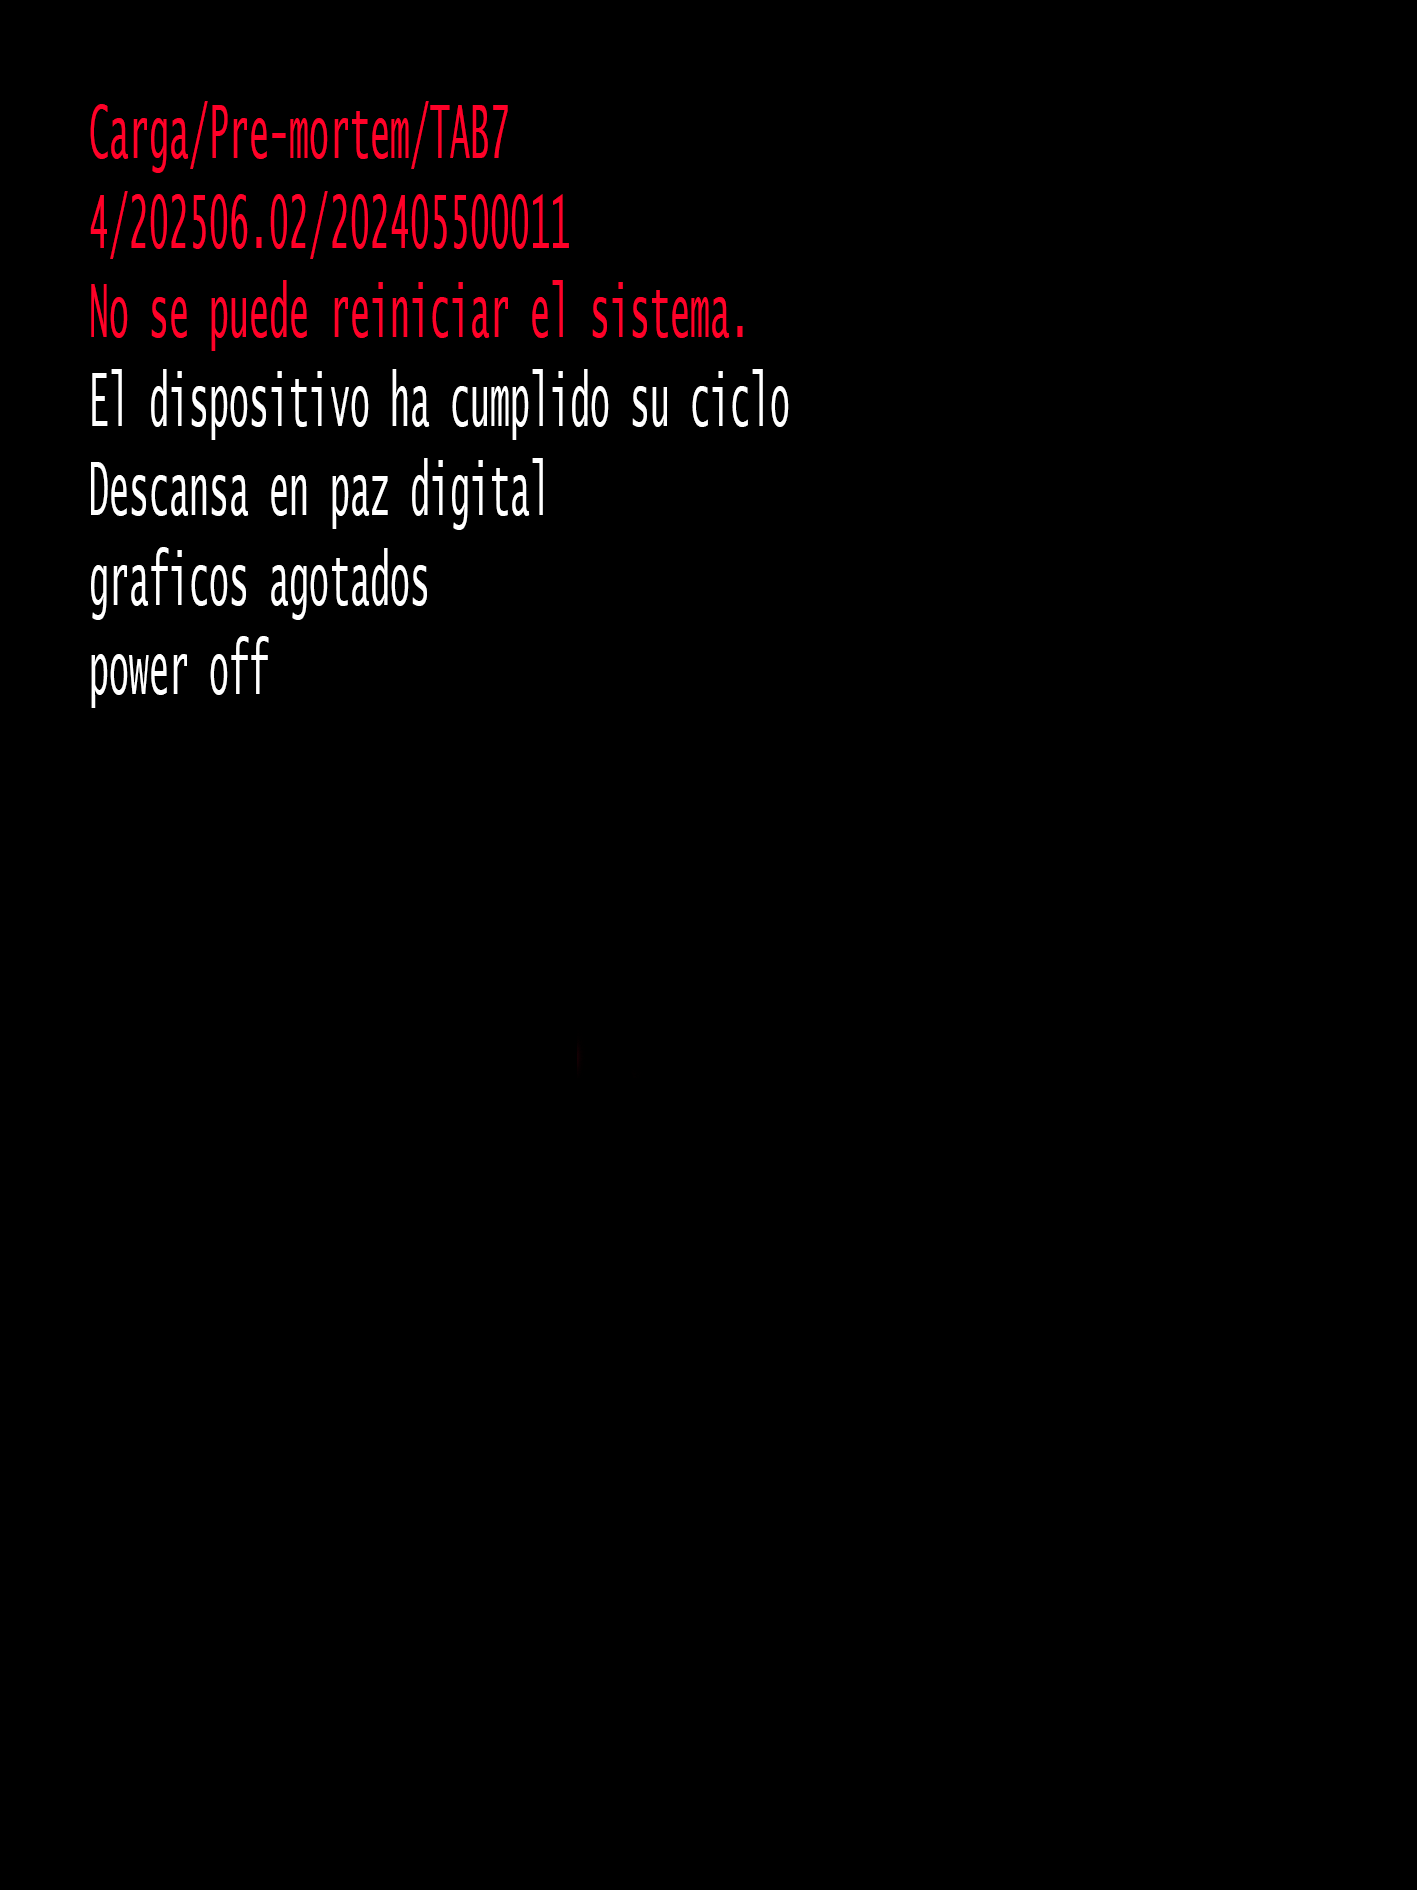 Carga/Pre-mortem/TAB7
4/202506.02/202405500011
No se puede reiniciar el sistema.
El dispositivo ha cumplido su ciclo
Descansa en paz digital
graficos agotados
power off